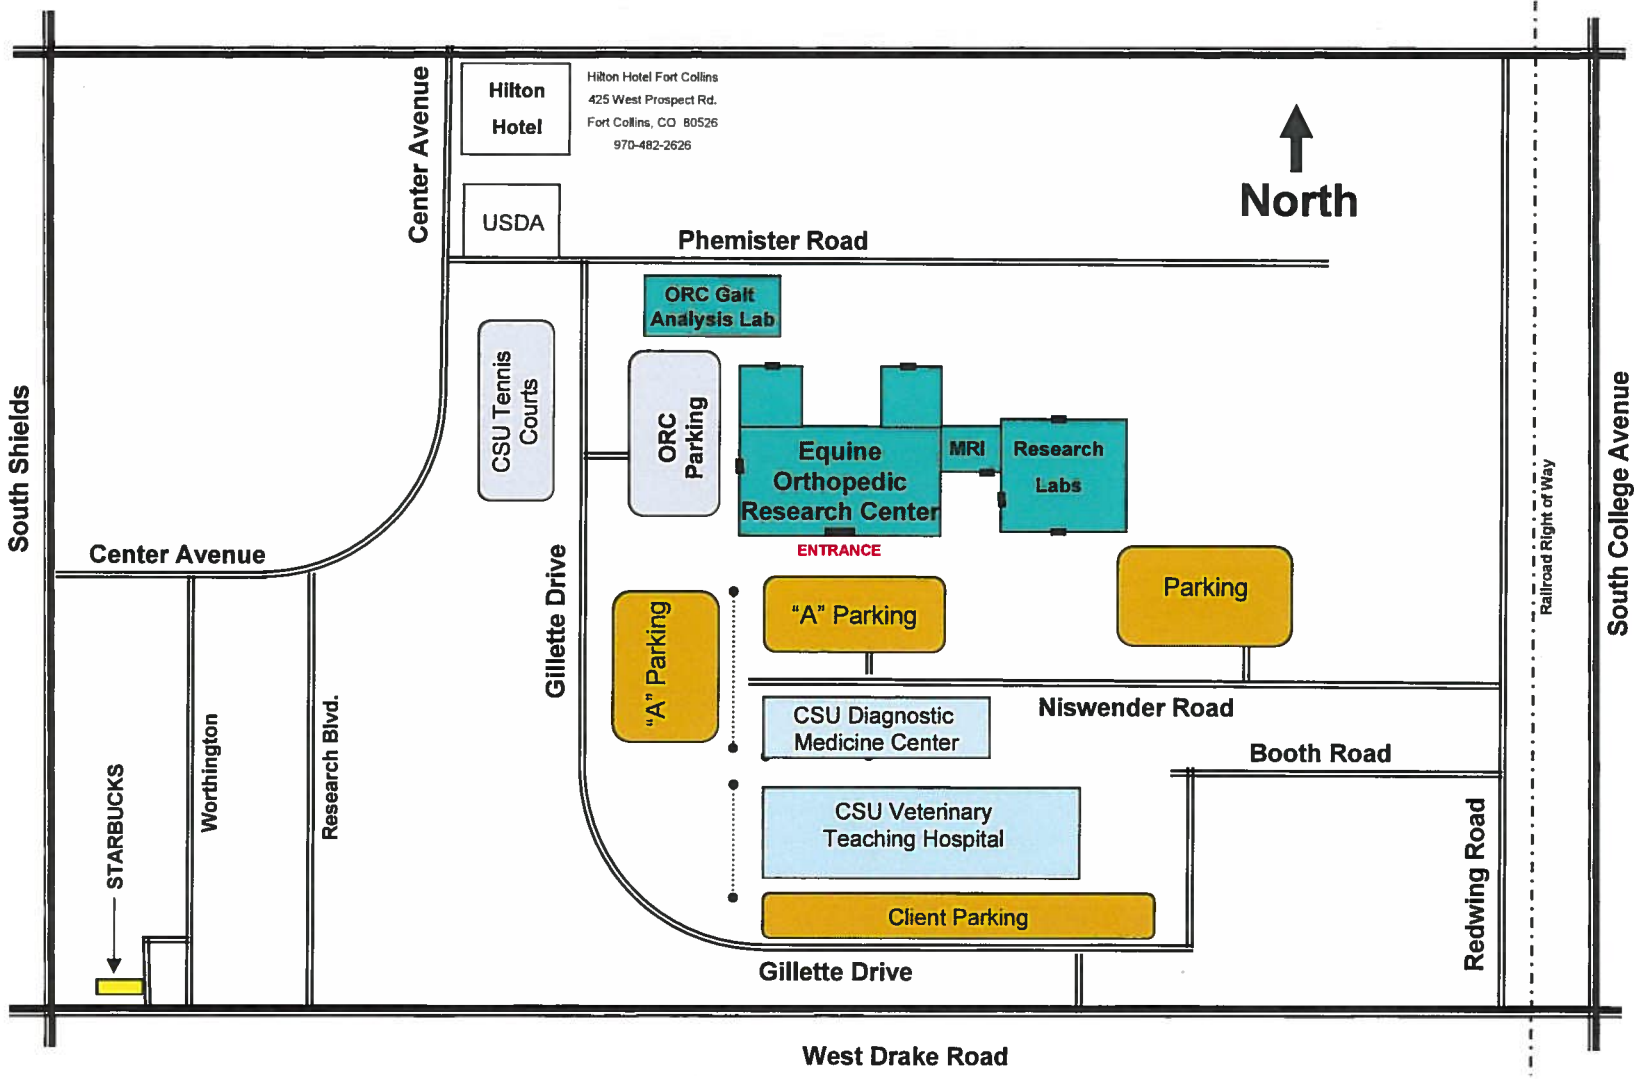 Hilton
Hotel
Hilton Hotel Fort Collins
425 West Prospect Rd.
Fort Collins, CO 80526
970-482-2626
Center Avenue
North
USDA
Phemister Road
ORC Gait
Analysis Lab
CSU Tennis
Courts
ORC
Parking
Equine
Orthopedic
Research Center
MRI
Research
Labs
ENTRANCE
South Shields
South College Avenue
Railroad Right of Way
Center Avenue
Gillette Drive
"A" Parking
"A" Parking
Parking
Niswender Road
CSU Diagnostic
Medicine Center
Booth Road
CSU Veterinary
Teaching Hospital
Client Parking
Worthington
Research Blvd.
STARBUCKS
Redwing Road
Gillette Drive
West Drake Road